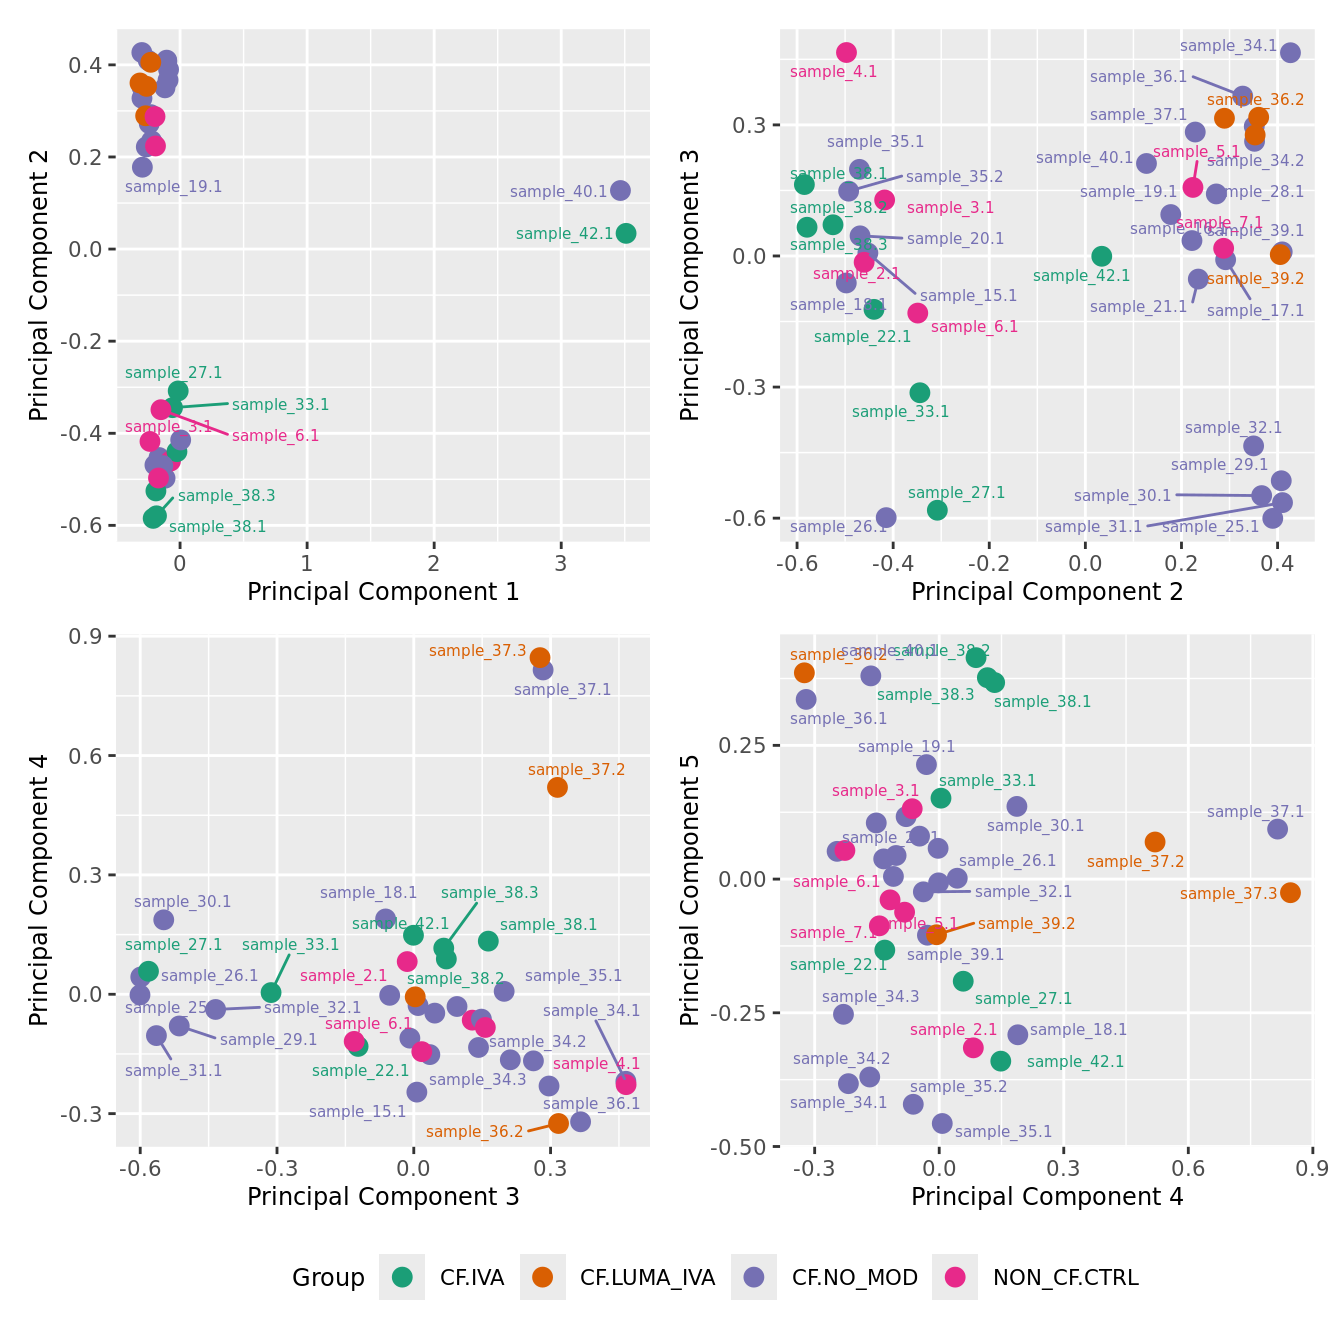 0.4
0.2
0.0
-0.2
-0.4
-0.6
Principal Component 2
sample_19.1
sample_40.1
sample_42.1
sample_27.1
sample_33.1
sample_3.1
sample_6.1
sample_38.3
sample_38.1
0 1 2 3
Principal Component 1
0.3
0.0
-0.3
-0.6
Principal Component 3
sample_34.1
sample_4.1
sample_36.1
sample_36.2
sample_37.1
sample_35.1
sample_5.1
sample_40.1
sample_34.2
sample_38.1
sample_35.2
sample_19.1
sample_28.1
sample_38.2
sample_3.1
sample_7.1
sample_39.1
sample_20.1
sample_38.3
sample_2.1
sample_42.1
sample_39.2
sample_15.1
sample_18.1
sample_21.1
sample_17.1
sample_6.1
sample_22.1
sample_33.1
sample_32.1
sample_29.1
sample_27.1
sample_30.1
sample_26.1
sample_31.1
sample_25.1
-0.6 -0.4 -0.2 0.0 0.2 0.4
Principal Component 2
0.9
0.6
0.3
0.0
-0.3
Principal Component 4
sample_37.3
sample_37.1
sample_37.2
sample_30.1
sample_18.1
sample_38.3
sample_42.1
sample_38.1
sample_27.1
sample_33.1
sample_26.1
sample_2.1
sample_38.2
sample_35.1
sample_32.1
sample_34.1
sample_6.1
sample_29.1
sample_34.2
sample_31.1
sample_22.1
sample_4.1
sample_34.3
sample_15.1
sample_36.1
sample_36.2
-0.6 -0.3 0.0 0.3
Principal Component 3
0.25
0.00
-0.25
-0.50
Principal Component 5
sample_36.2
sample_40.1
sample_38.2
sample_38.3
sample_38.1
sample_36.1
sample_19.1
sample_33.1
sample_3.1
sample_30.1
sample_37.1
sample_26.1
sample_37.2
sample_6.1
sample_32.1
sample_37.3
sample_5.1
sample_39.2
sample_7.1
sample_39.1
sample_22.1
sample_34.3
sample_27.1
sample_2.1
sample_18.1
sample_34.2
sample_42.1
sample_35.2
sample_34.1
sample_35.1
-0.3 0.0 0.3 0.6 0.9
Principal Component 4
Group CF.IVA CF.LUMA_IVA CF.NO_MOD NON_CF.CTRL